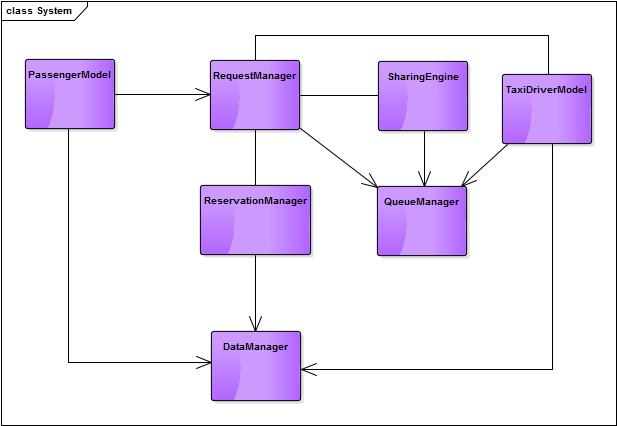 class System
PassengerModel
RequestManager
SharingEngine
TaxiDriverModel
ReservationManager
QueueManager
DataManager